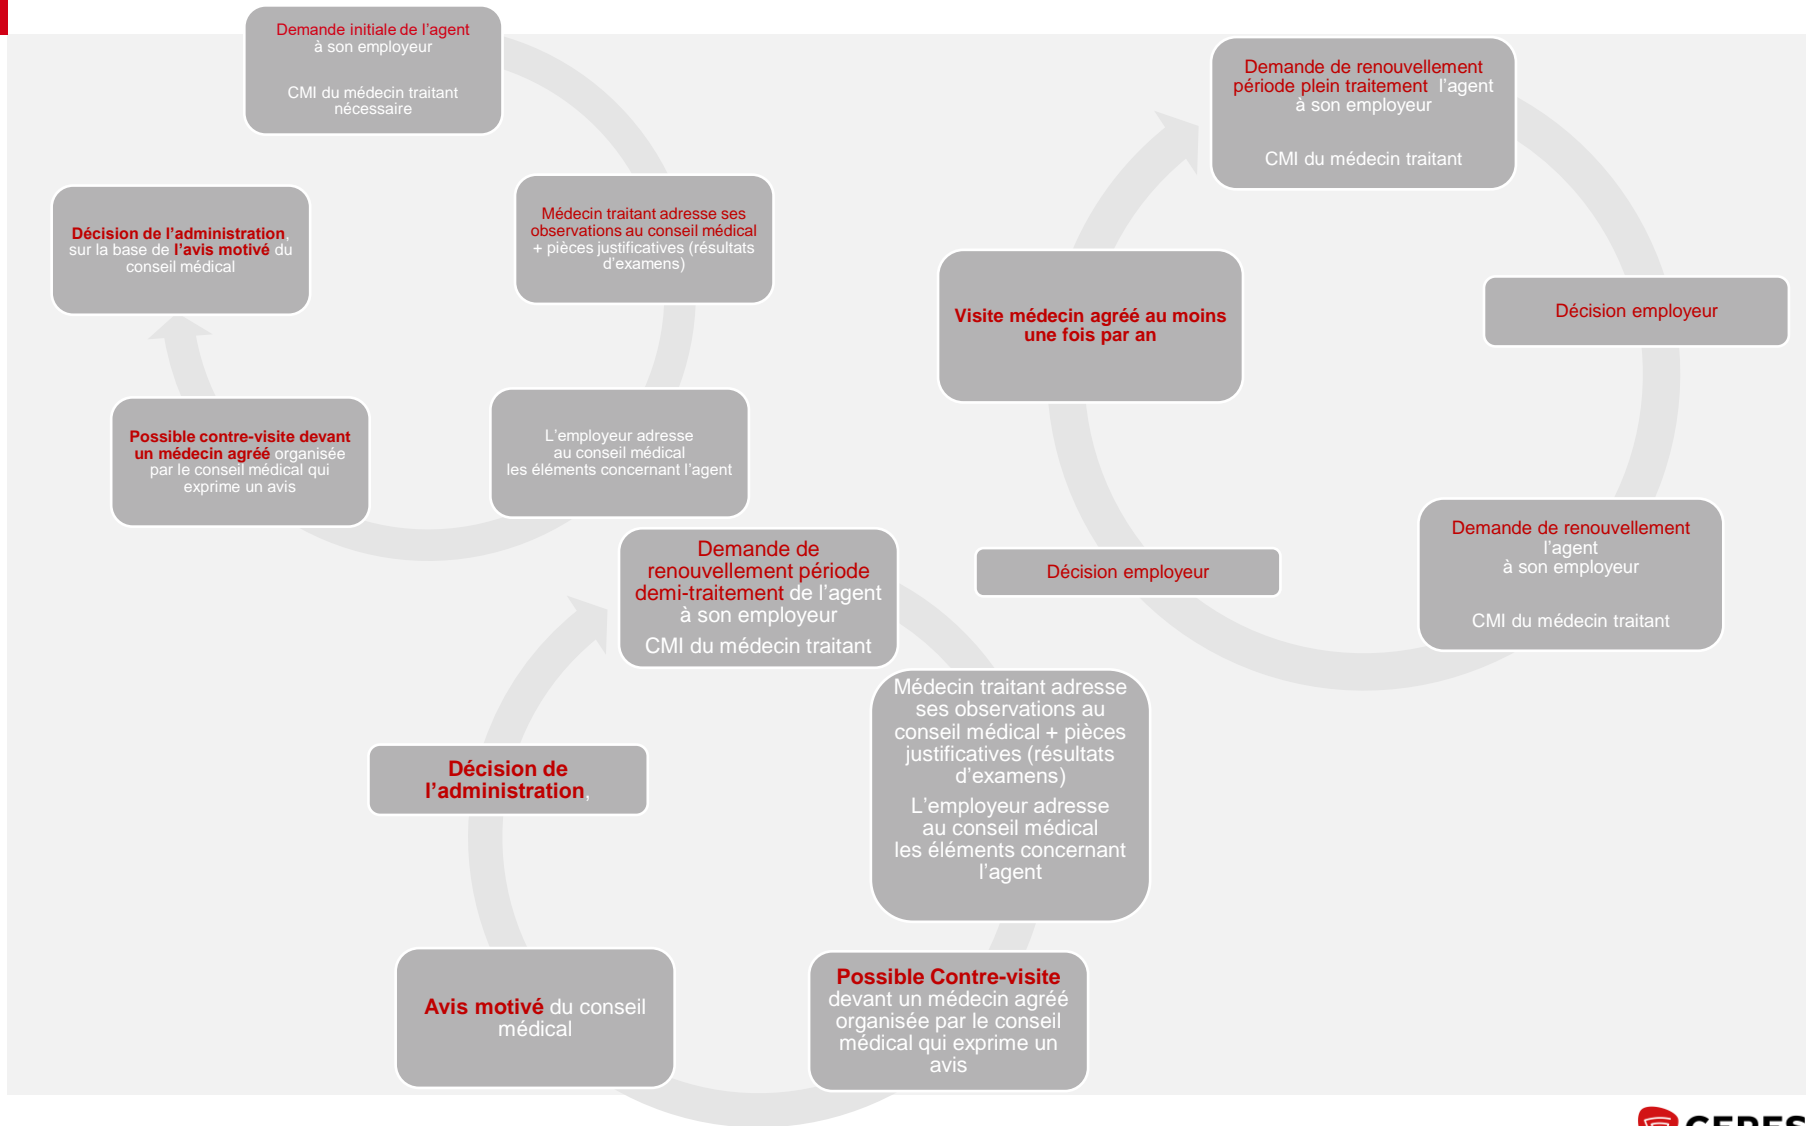 Demande initiale de l’agent
à son employeur
CMI du médecin traitant
nécessaire
Médecin traitant adresse ses
observations au conseil médical
+ pièces justificatives (résultats
d’examens)
L’employeur adresse
au conseil médical
les éléments concernant l’agent
Possible contre-visite devant
un médecin agréé organisée
par le conseil médical qui
exprime un avis
Décision de l’administration,
sur la base de l’avis motivé du
conseil médical
Demande de renouvellement
période plein traitement l’agent
à son employeur
CMI du médecin traitant
Décision employeur
Demande de renouvellement
l’agent
à son employeur
CMI du médecin traitant
Décision employeur
Visite médecin agréé au moins
une fois par an
Demande de
renouvellement période
demi-traitement de l’agent
à son employeur
CMI du médecin traitant
Médecin traitant adresse
ses observations au
conseil médical + pièces
justificatives (résultats
d’examens)
L’employeur adresse
au conseil médical
les éléments concernant
l’agent
Possible Contre-visite
devant un médecin agréé
organisée par le conseil
médical qui exprime un
avis
Avis motivé du conseil
médical
Décision de
l’administration,